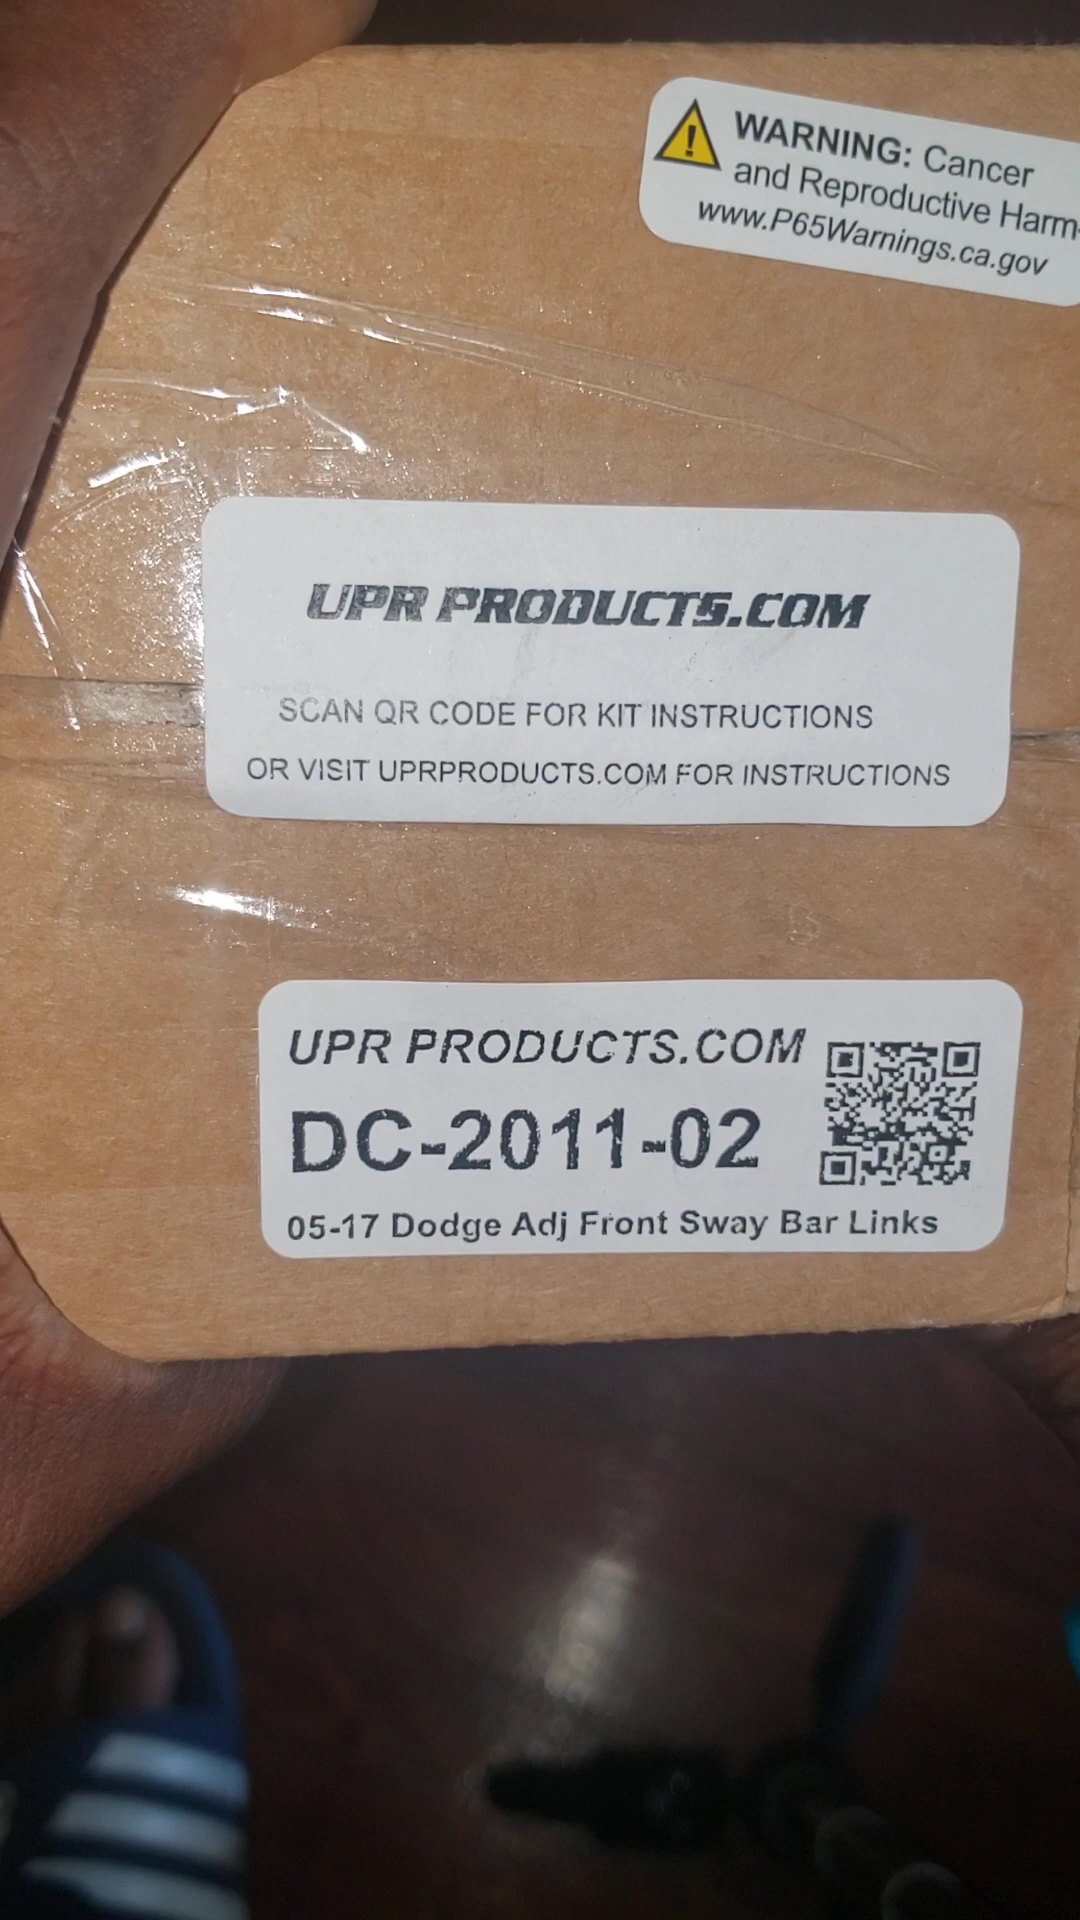 WARNING: Cancer
and Reproductive Harm-
www.P65Warnings.ca.gov
UPR PRODUCTS.COM
SCAN QR CODE FOR KIT INSTRUCTIONS
OR VISIT UPRPRODUCTS.COM FOR INSTRUCTIONS
UPR PRODUCTS.COM
DC-2011-02
05-17 Dodge Adj Front Sway Bar Links